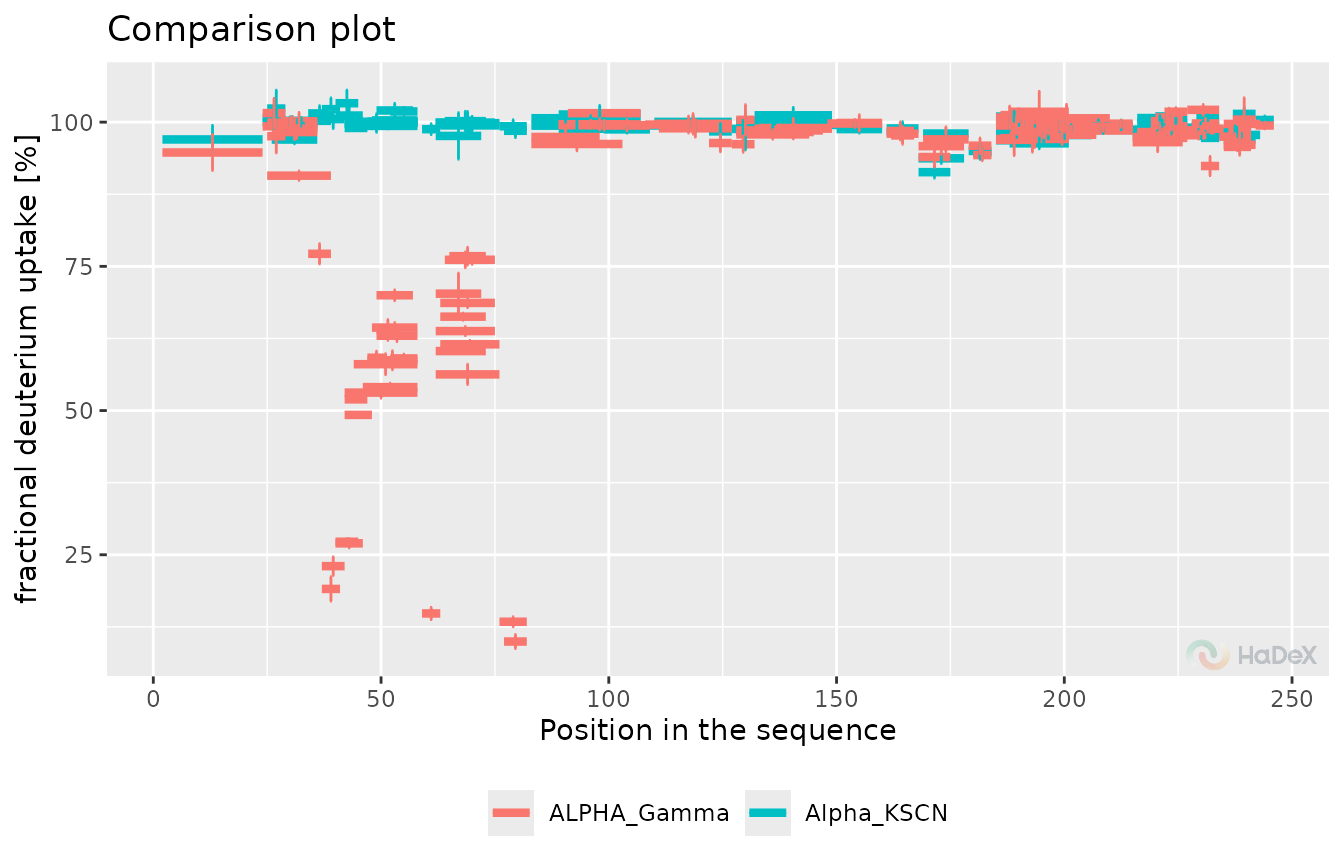 Comparison plot
fractional deuterium uptake [%]
100
75
50
25
0
50
100
150
200
250
Position in the sequence
HaDeX
ALPHA_Gamma
Alpha_KSCN